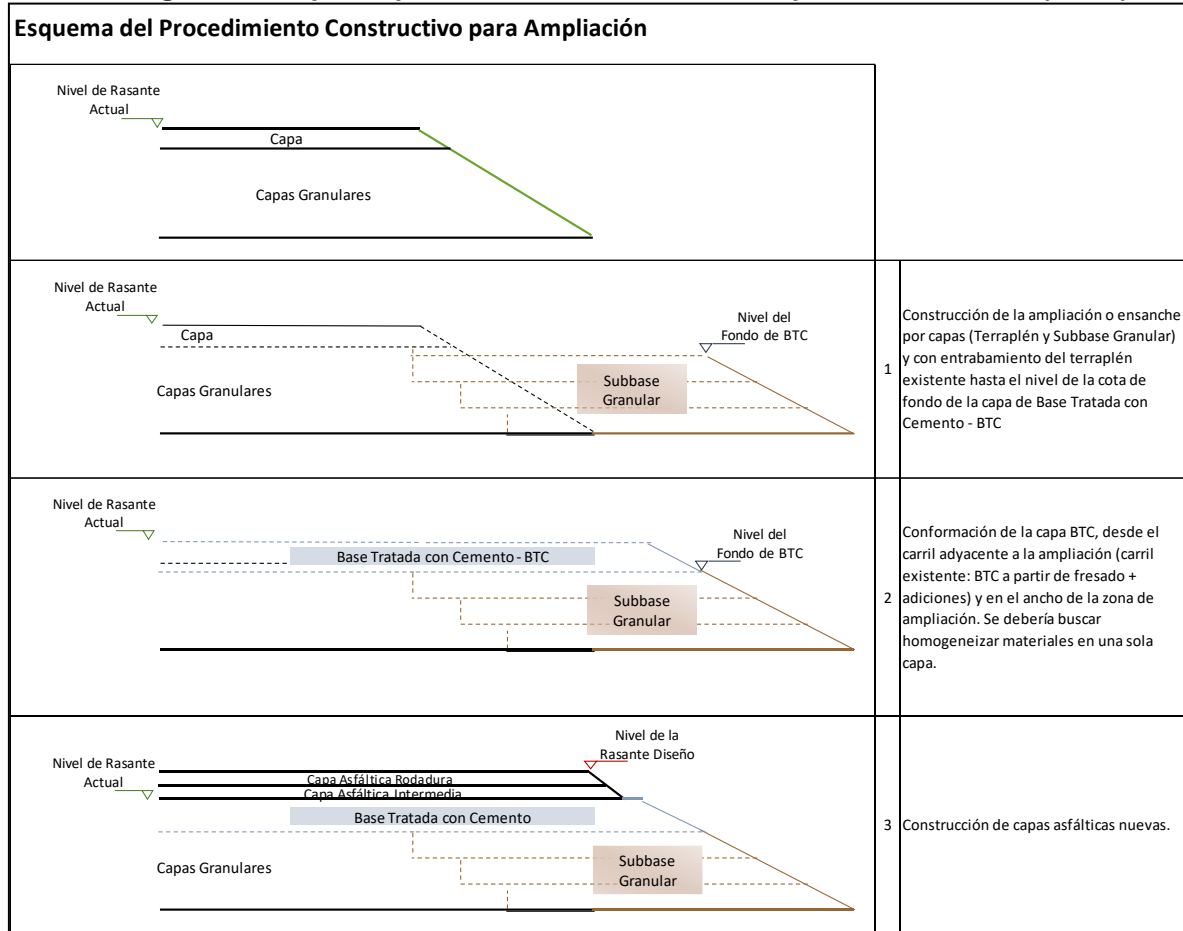 Esquema del Procedimiento Constructivo para Ampliación
Nivel de Rasante
Actual
Capa
Capas Granulares
Nivel de Rasante
Actual
Capa
Capas Granulares
Nivel del
Fondo de BTC
Subbase
Granular
1
Construcción de la ampliación o ensanche
por capas (Terraplén y Subbase Granular)
y con entrabamiento del terraplén
existente hasta el nivel de la cota de
fondo de la capa de Base Tratada con
Cemento - BTC
Nivel de Rasante
Actual
Base Tratada con Cemento - BTC
Nivel del
Fondo de BTC
Subbase
Granular
2
Conformación de la capa BTC, desde el
carril adyacente a la ampliación (carril
existente: BTC a partir de fresado +
adiciones) y en el ancho de la zona de
ampliación. Se debería buscar
homogeneizar materiales en una sola
capa.
Nivel de Rasante
Actual
Nivel de la
Rasante Diseño
Capa Asfáltica Rodadura
Capa Asfáltica Intermedia
Base Tratada con Cemento
Capas Granulares
Subbase
Granular
3
Construcción de capas asfálticas nuevas.